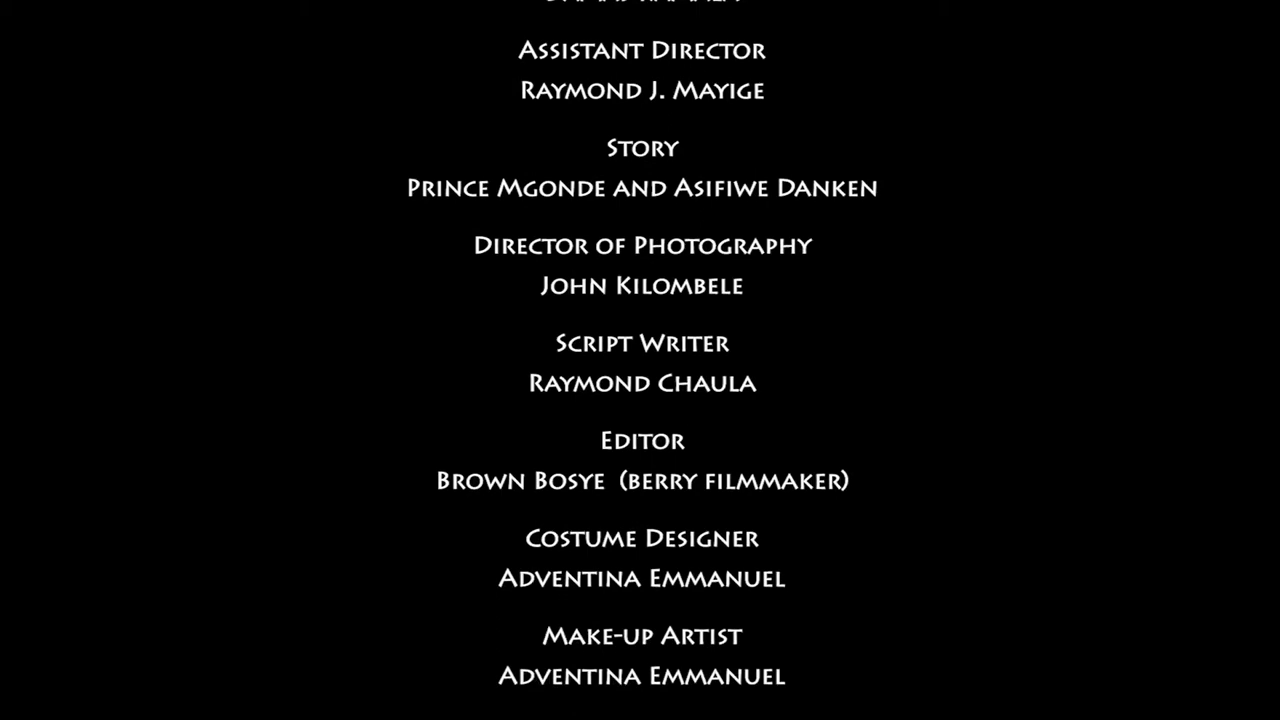 Assistant Director
Raymond J. Mayige
Story
Prince Mgonde and Asifiwe Danken
Director of Photography
John Kilombele
Script Writer
Raymond Chaula
Editor
Brown Bosye (berry filmmaker)
Costume Designer
Adventina Emmanuel
Make-up Artist
Adventina Emmanuel